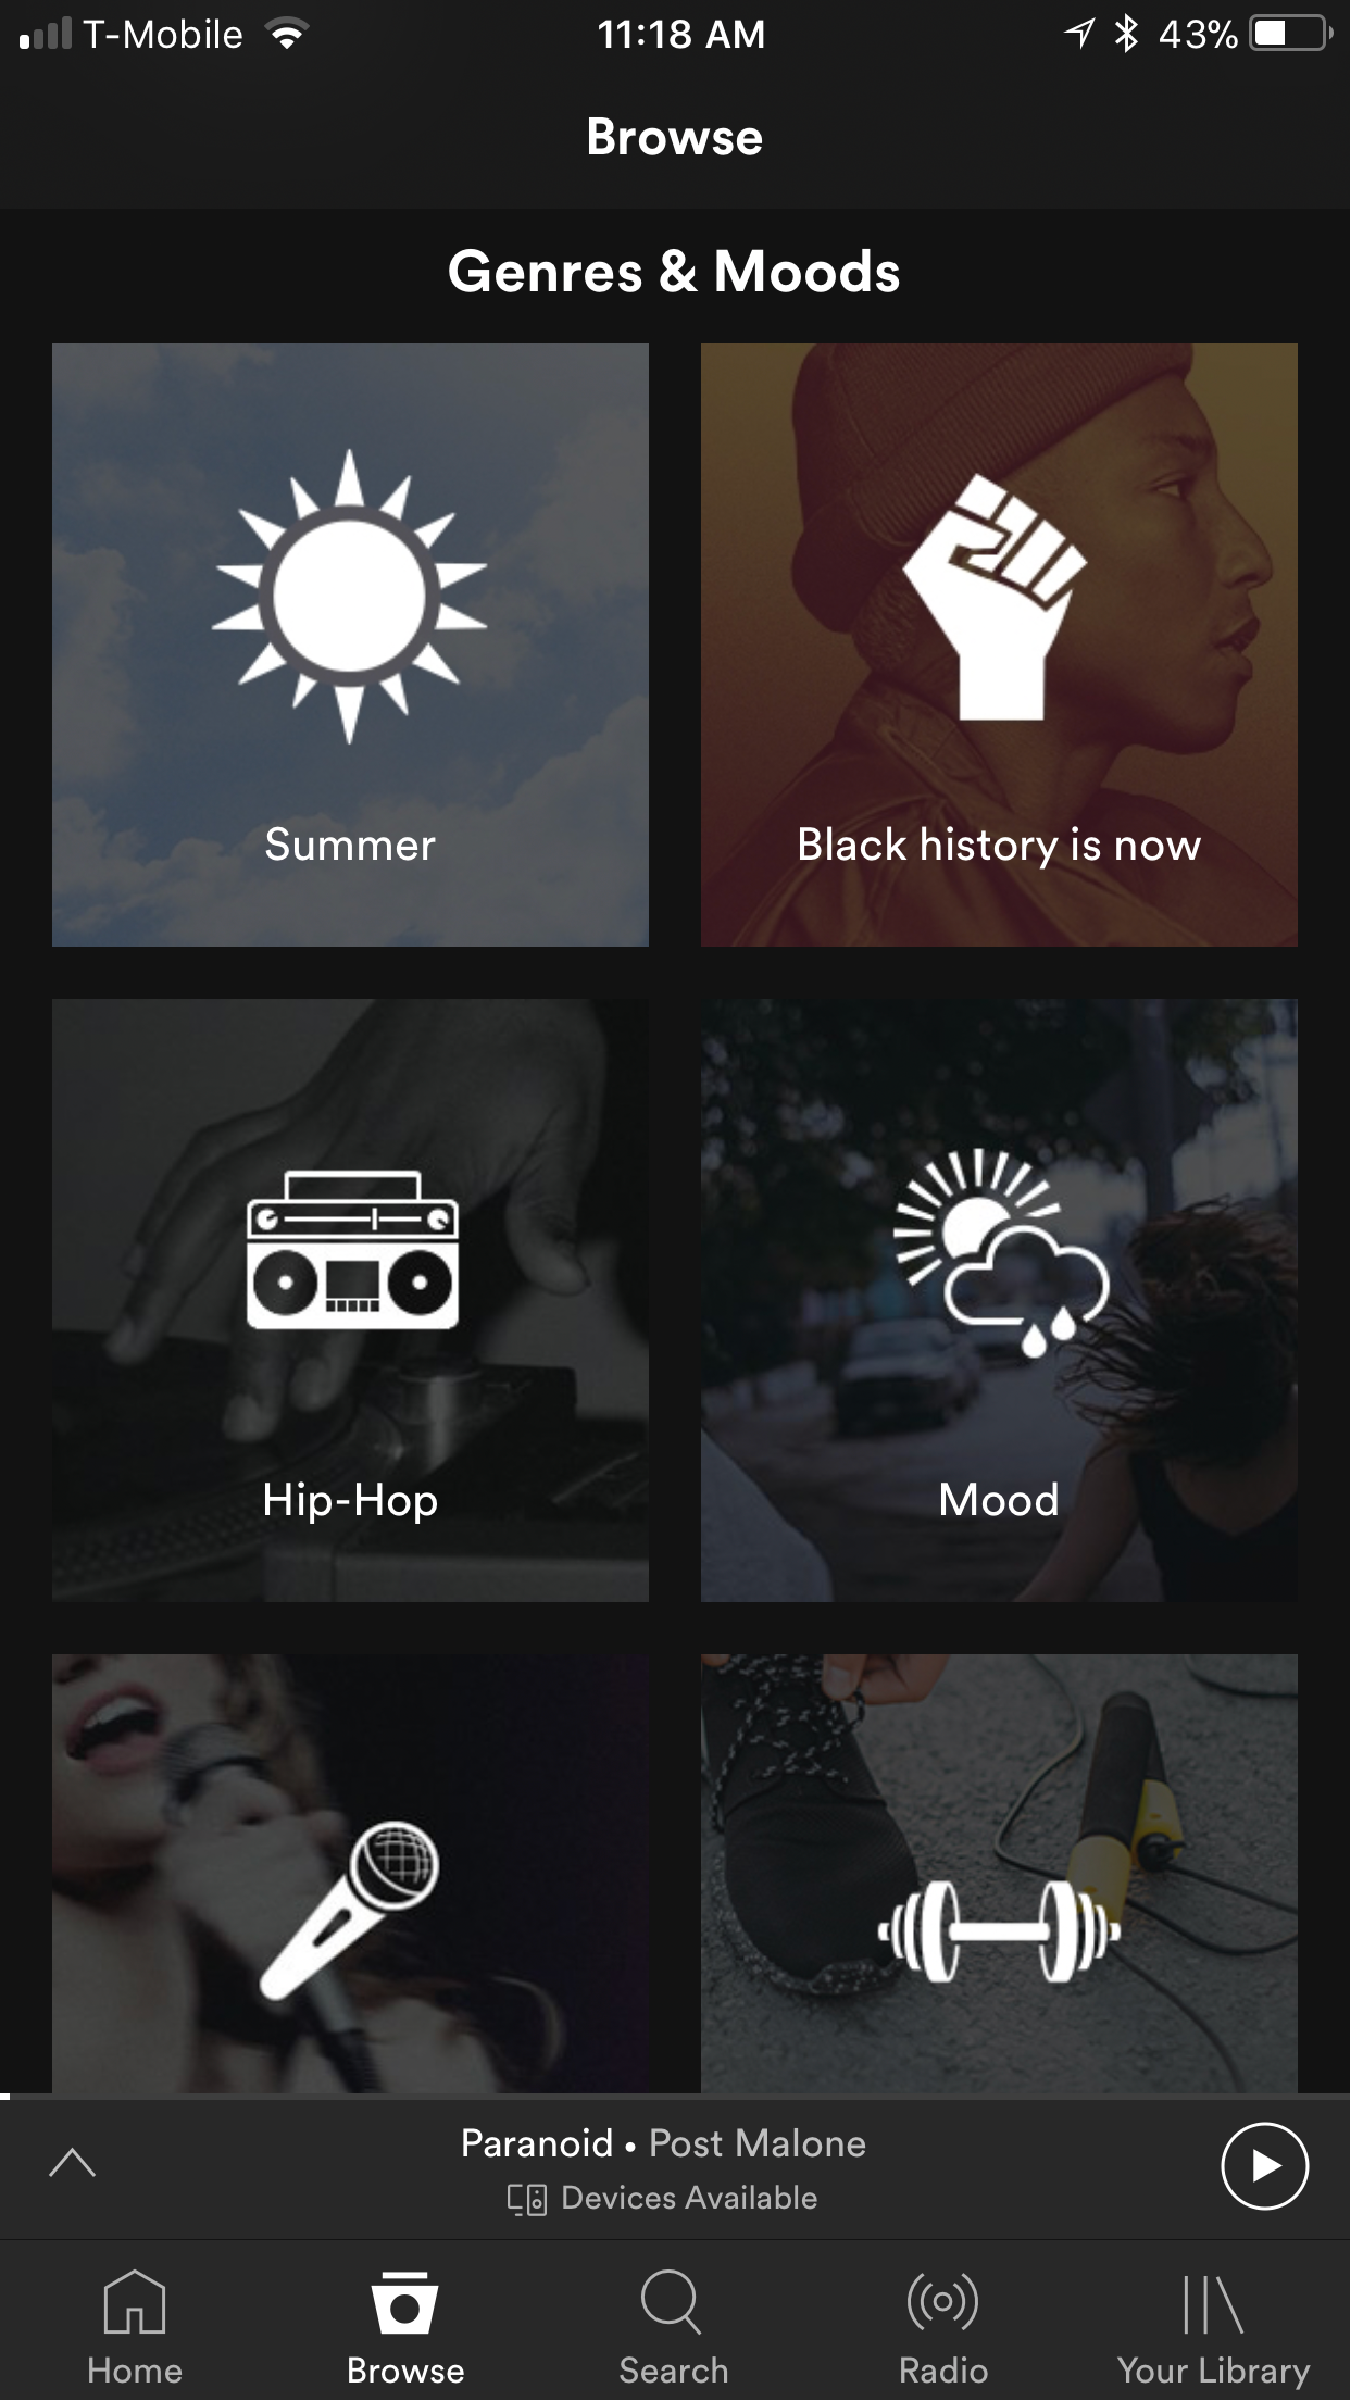 T-Mobile 11:18 AM 43%
Browse
Genres & Moods
Summer
Black history is now
Hip-Hop
Mood
Paranoid • Post Malone
Devices Available
Home Browse Search Radio Your Library